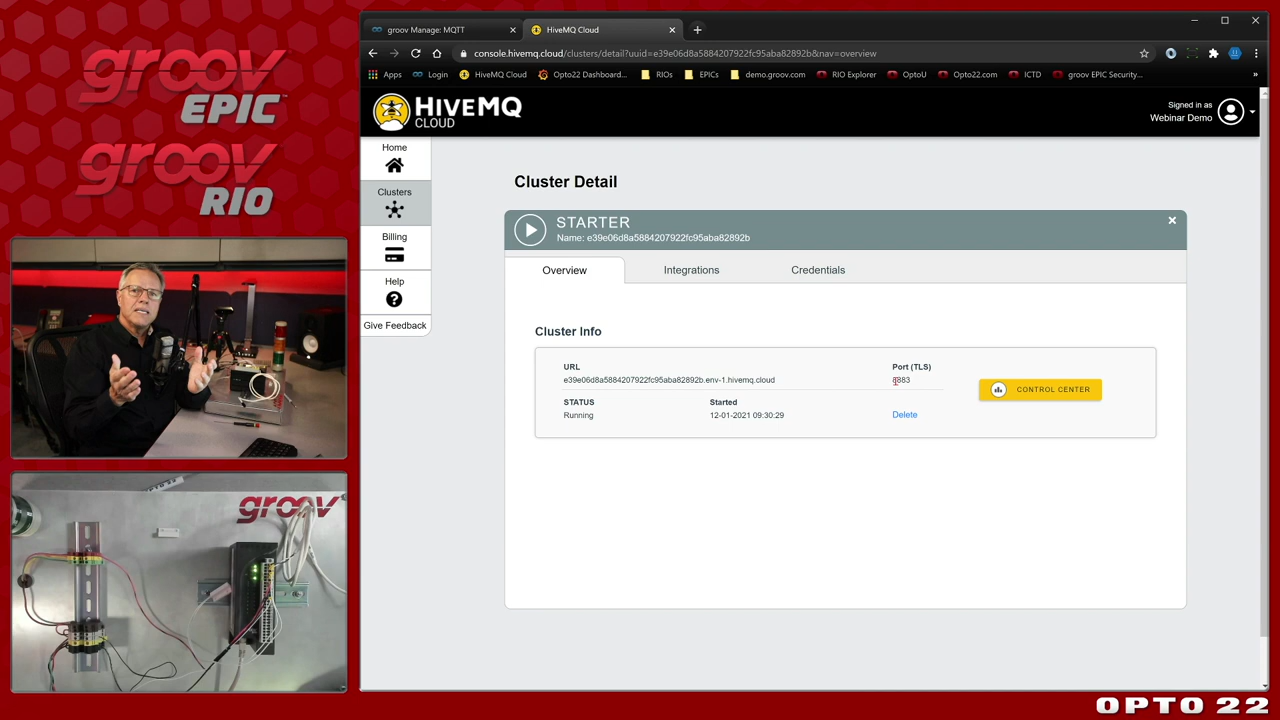 groov
EPIC™
groov
RIO
groov
groov Manage: MQTT
HiveMQ Cloud
console.hivemq.cloud/clusters/detail?uuid=e39e06d8a5884207922fc95aba82892b&nav=overview
Apps
Login
HiveMQ Cloud
Opto22 Dashboard...
RIOs
EPICs
demo.groov.com
RIO Explorer
OptoU
Opto22.com
ICTD
groov EPIC Security...
»
HIVEMQ
CLOUD
Signed in as
Webinar Demo
Home
Clusters
Billing
Help
Give Feedback
Cluster Detail
STARTER
Name: e39e06d8a5884207922fc95aba82892b
Overview
Integrations
Credentials
Cluster Info
URL
Port (TLS)
e39e06d8a5884207922fc95aba82892b.env-1.hivemq.cloud
8883
CONTROL CENTER
STATUS
Started
Running
12-01-2021 09:30:29
Delete
OPTO 22